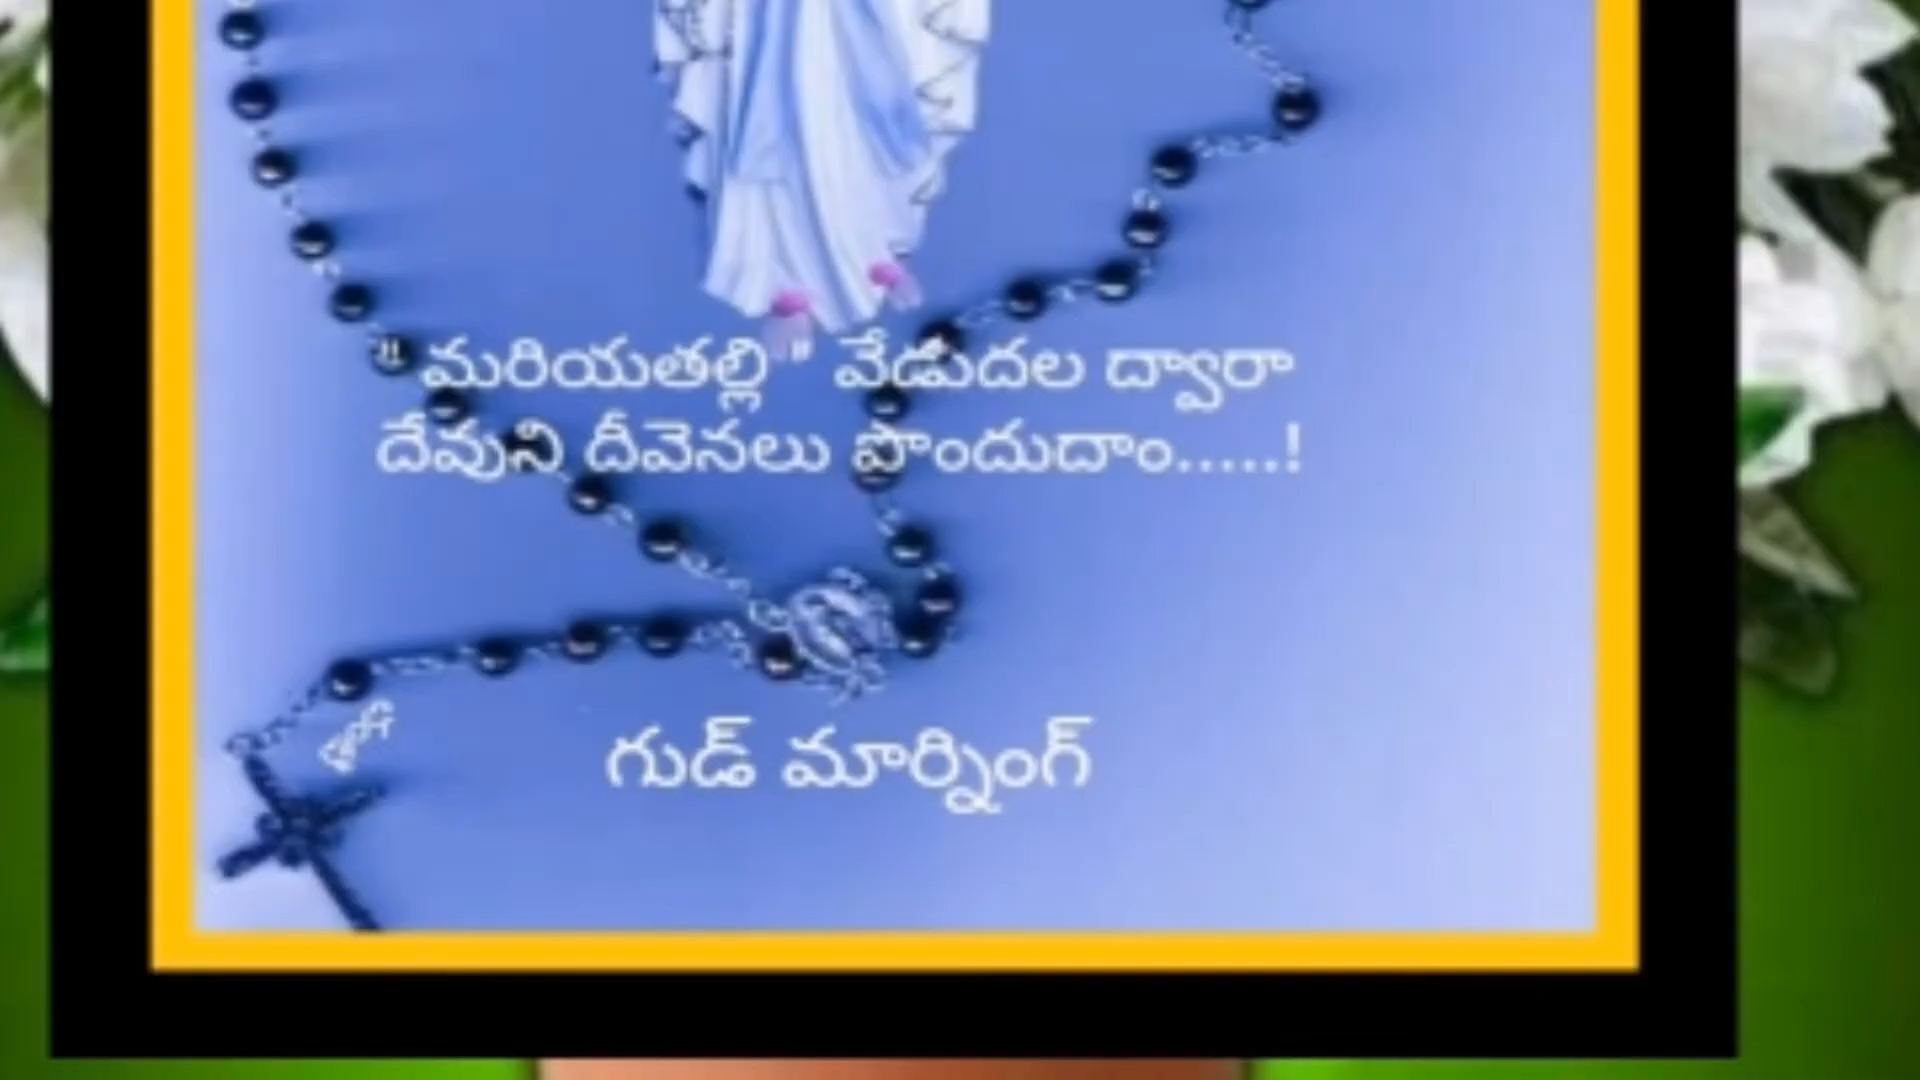 " మరియతల్లి " వేడుదల ద్వారా
దేవుని దీవెనలు పొందుదాం.....!
గుడ్ మార్నింగ్